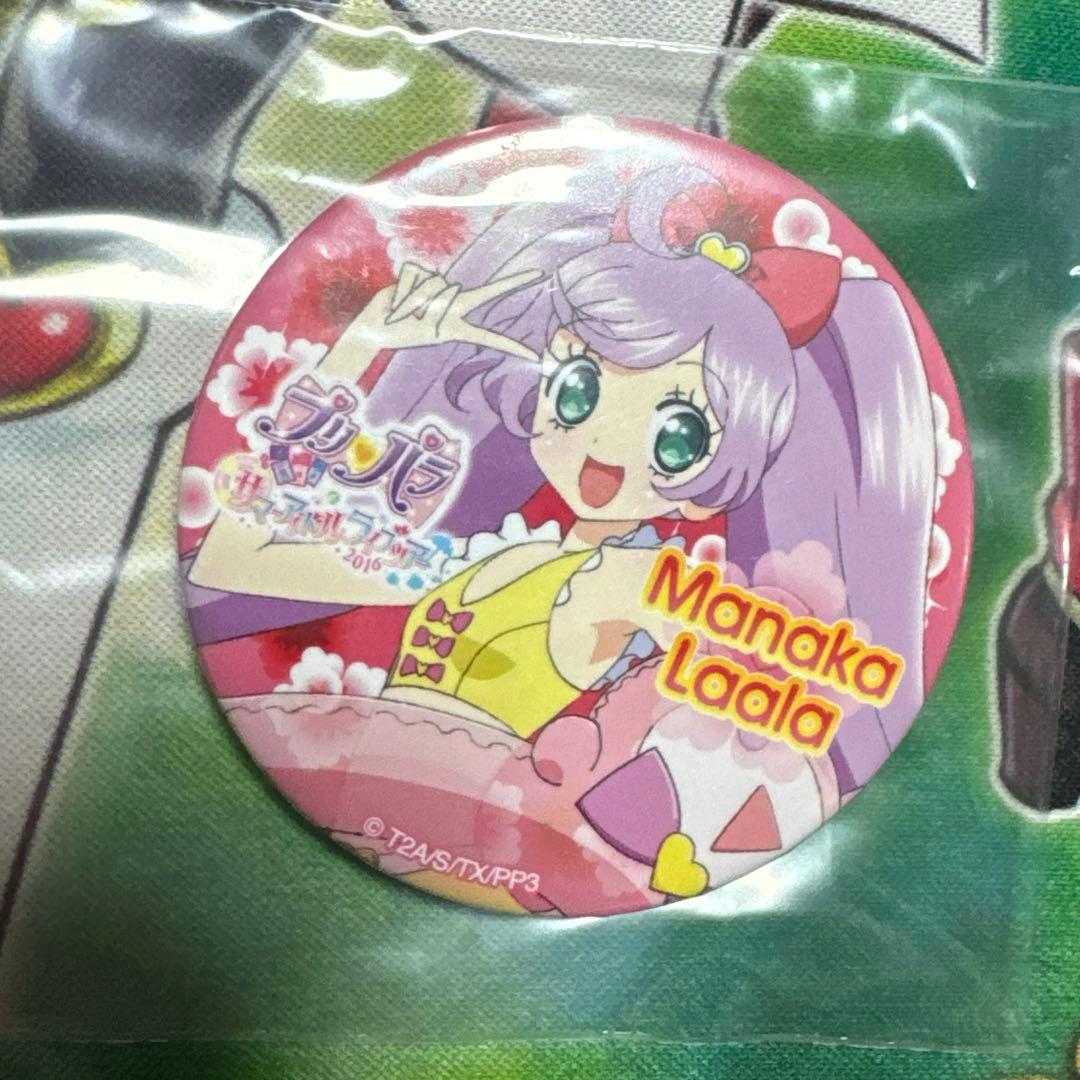 プリパラ
サマーアイドルライブツアー
2016
Manaka
Laala
© T2A/S/TX/PP3